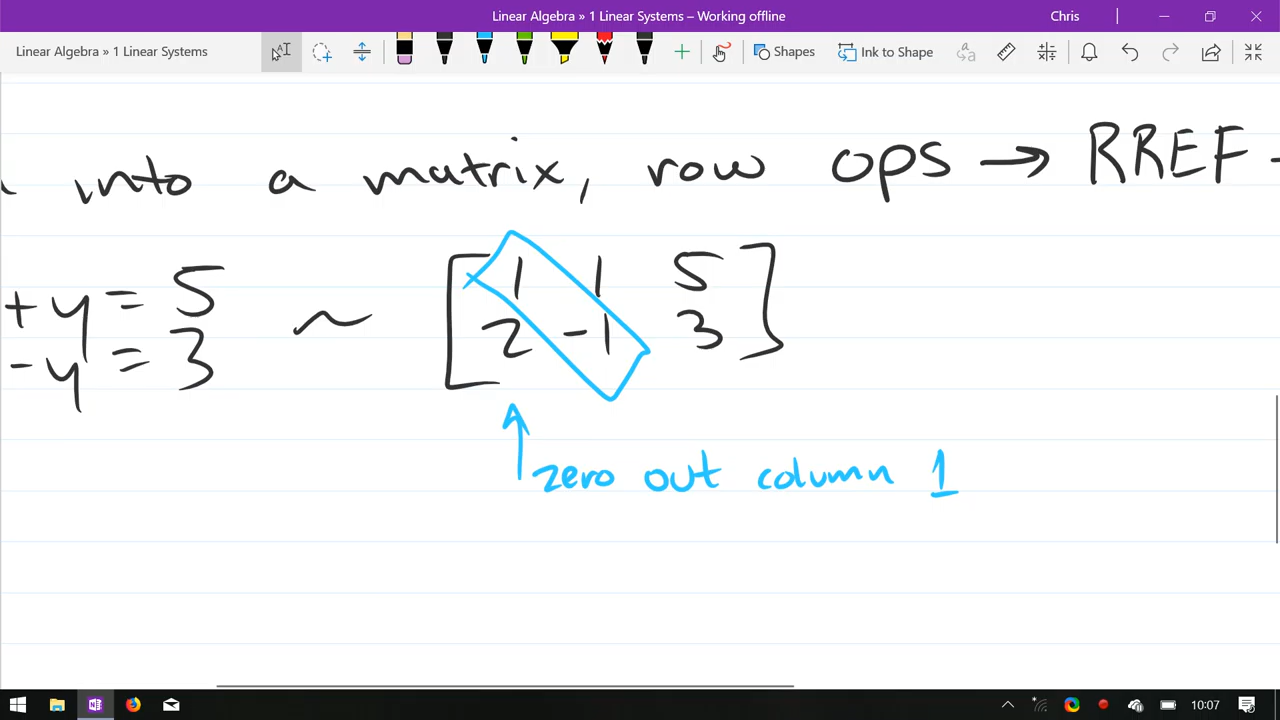 Linear Algebra » 1 Linear Systems – Working offline
Chris
Linear Algebra » 1 Linear Systems
Shapes
Ink to Shape
into a matrix, row ops → RREF -
+ y = 5 ~ [ 1 1 5 ]
- y = 3 2 -1 3
zero out column 1
10:07